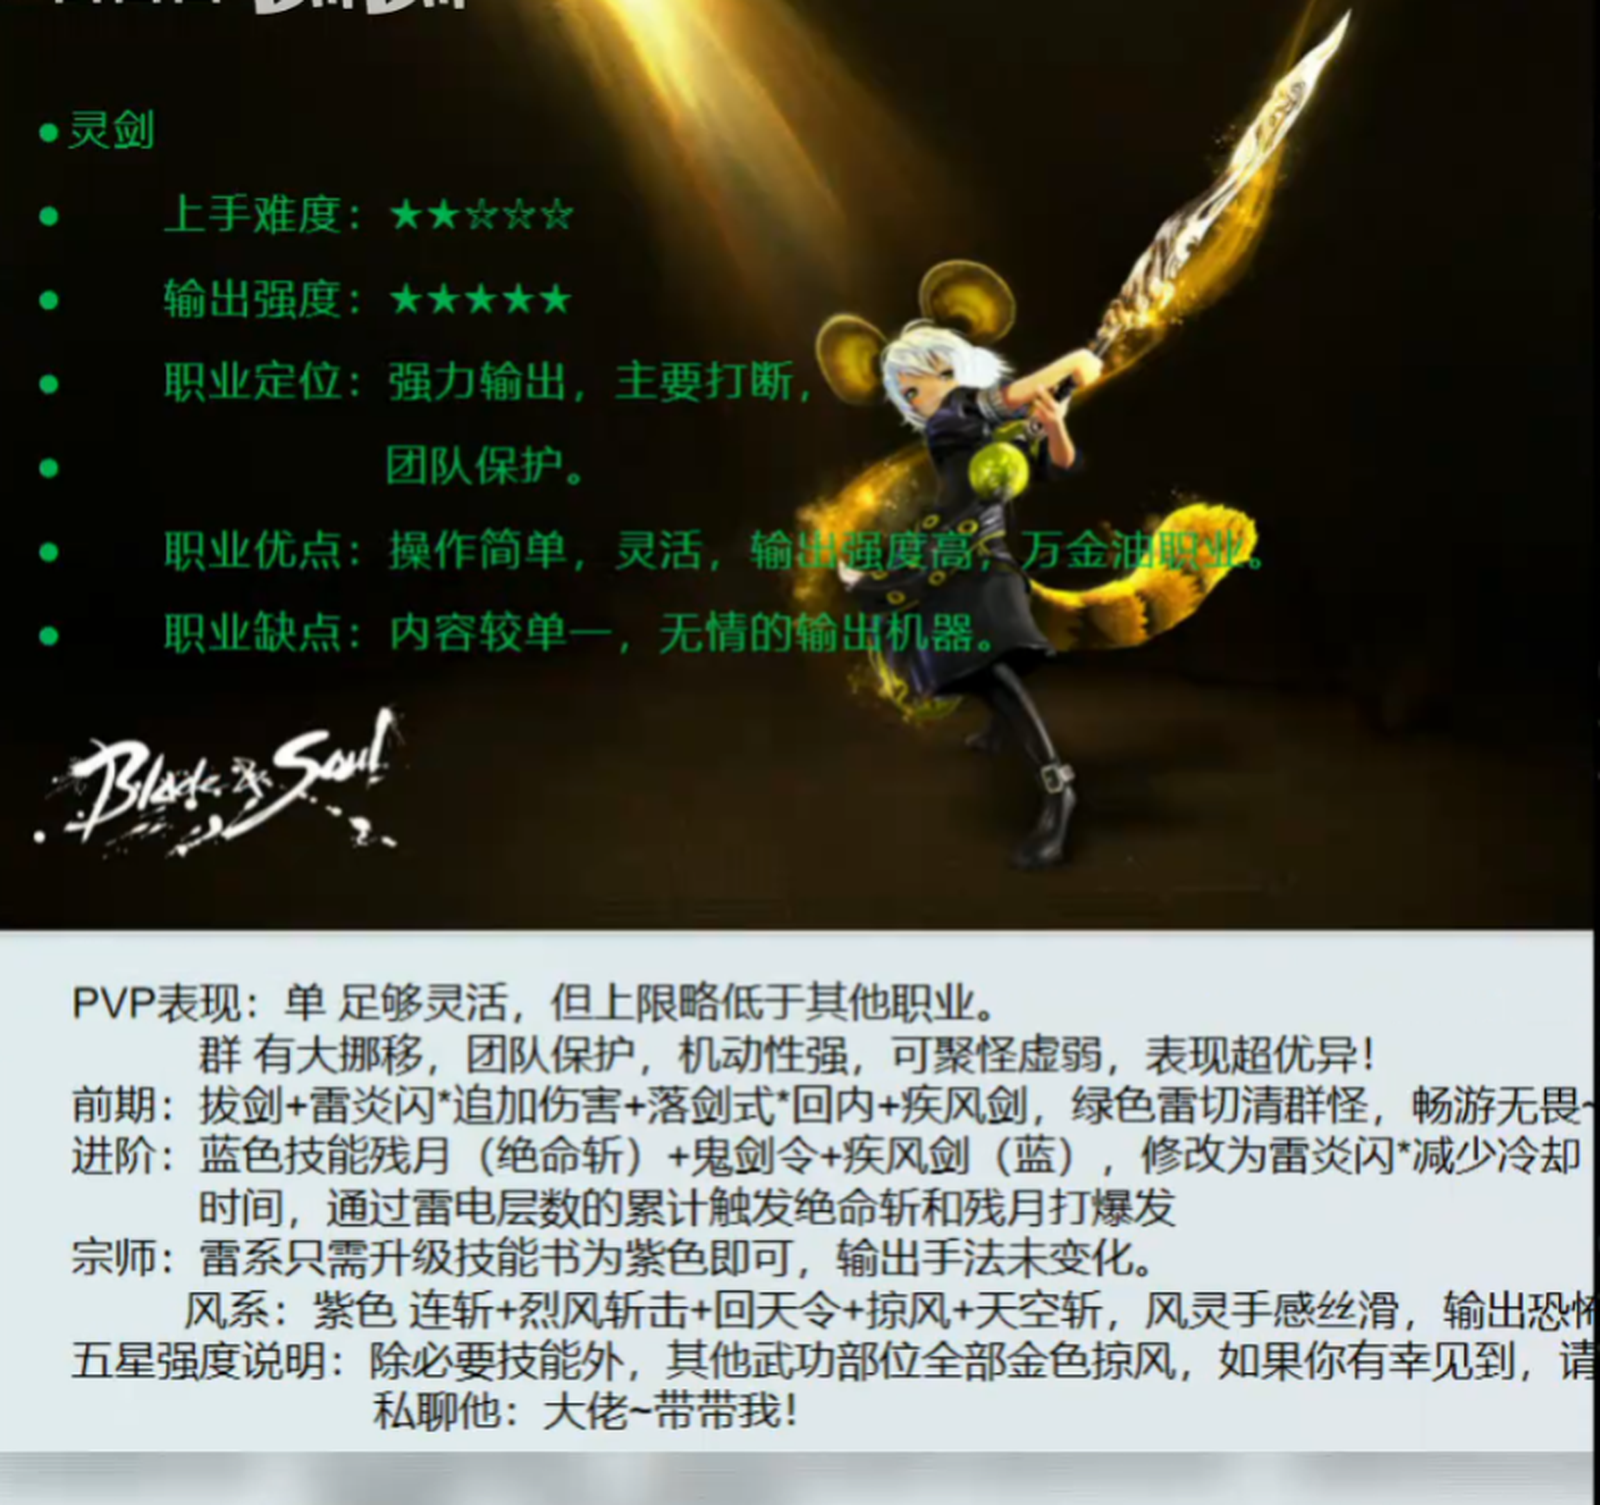 灵剑
上手难度：★★☆☆☆
输出强度：★★★★★
职业定位：强力输出，主要打断，
团队保护。
职业优点：操作简单，灵活，输出强度高，万金油职业。
职业缺点：内容较单一，无情的输出机器。
Blade & Soul
PVP表现：单 足够灵活，但上限略低于其他职业。
群 有大挪移，团队保护，机动性强，可聚怪虚弱，表现超优异！
前期：拔剑+雷炎闪*追加伤害+落剑式*回内+疾风剑，绿色雷切清群怪，畅游无畏~
进阶：蓝色技能残月（绝命斩）+鬼剑令+疾风剑（蓝），修改为雷炎闪*减少冷却
时间，通过雷电层数的累计触发绝命斩和残月打爆发
宗师：雷系只需升级技能书为紫色即可，输出手法未变化。
风系：紫色 连斩+烈风斩击+回天令+掠风+天空斩，风灵手感丝滑，输出恐怖
五星强度说明：除必要技能外，其他武功部位全部金色掠风，如果你有幸见到，请
私聊他：大佬~带带我！